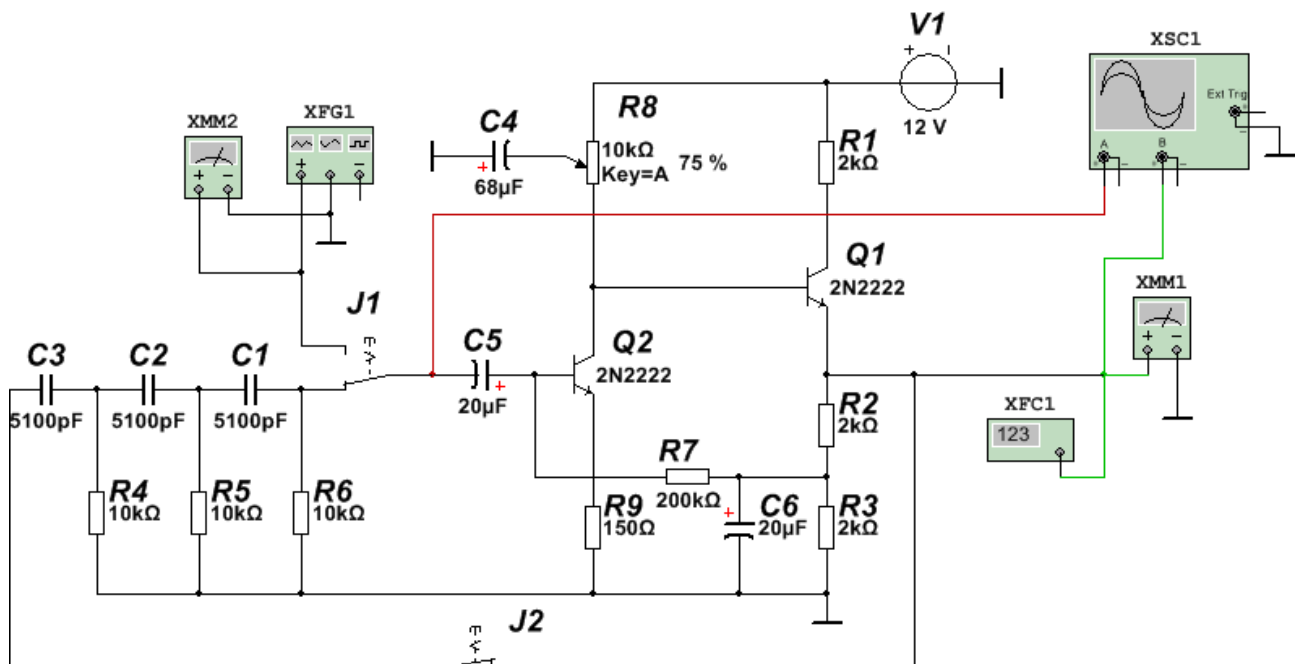 V1
+ -
12 V
XSC1
Ext Trig
+
-
A
B
+ -
+ -
XMM2
+ -
XFG1
+ -
C4
+
68µF
R8
10kΩ
Key=A
75 %
R1
2kΩ
Q1
2N2222
XMM1
+ -
J1
E
C3
5100pF
C2
5100pF
C1
5100pF
C5
+
20µF
Q2
2N2222
XFC1
123
R2
2kΩ
R7
200kΩ
R4
10kΩ
R5
10kΩ
R6
10kΩ
R9
150Ω
C6
+
20µF
R3
2kΩ
J2
E